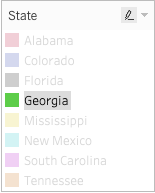 State
Alabama
Colorado
Florida
Georgia
Mississippi
New Mexico
South Carolina
Tennessee